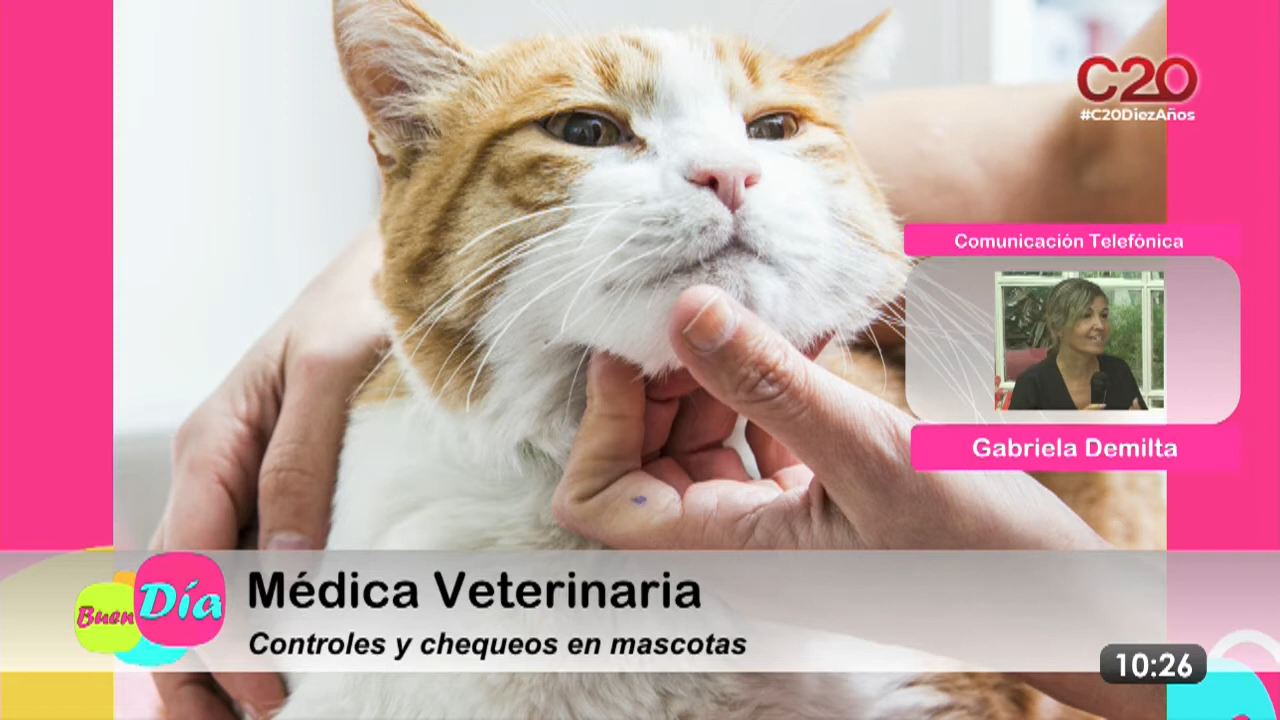 C20
#C20DiezAños
Comunicación Telefónica
Gabriela Demilta
Buen Día
Médica Veterinaria
Controles y chequeos en mascotas
10:26